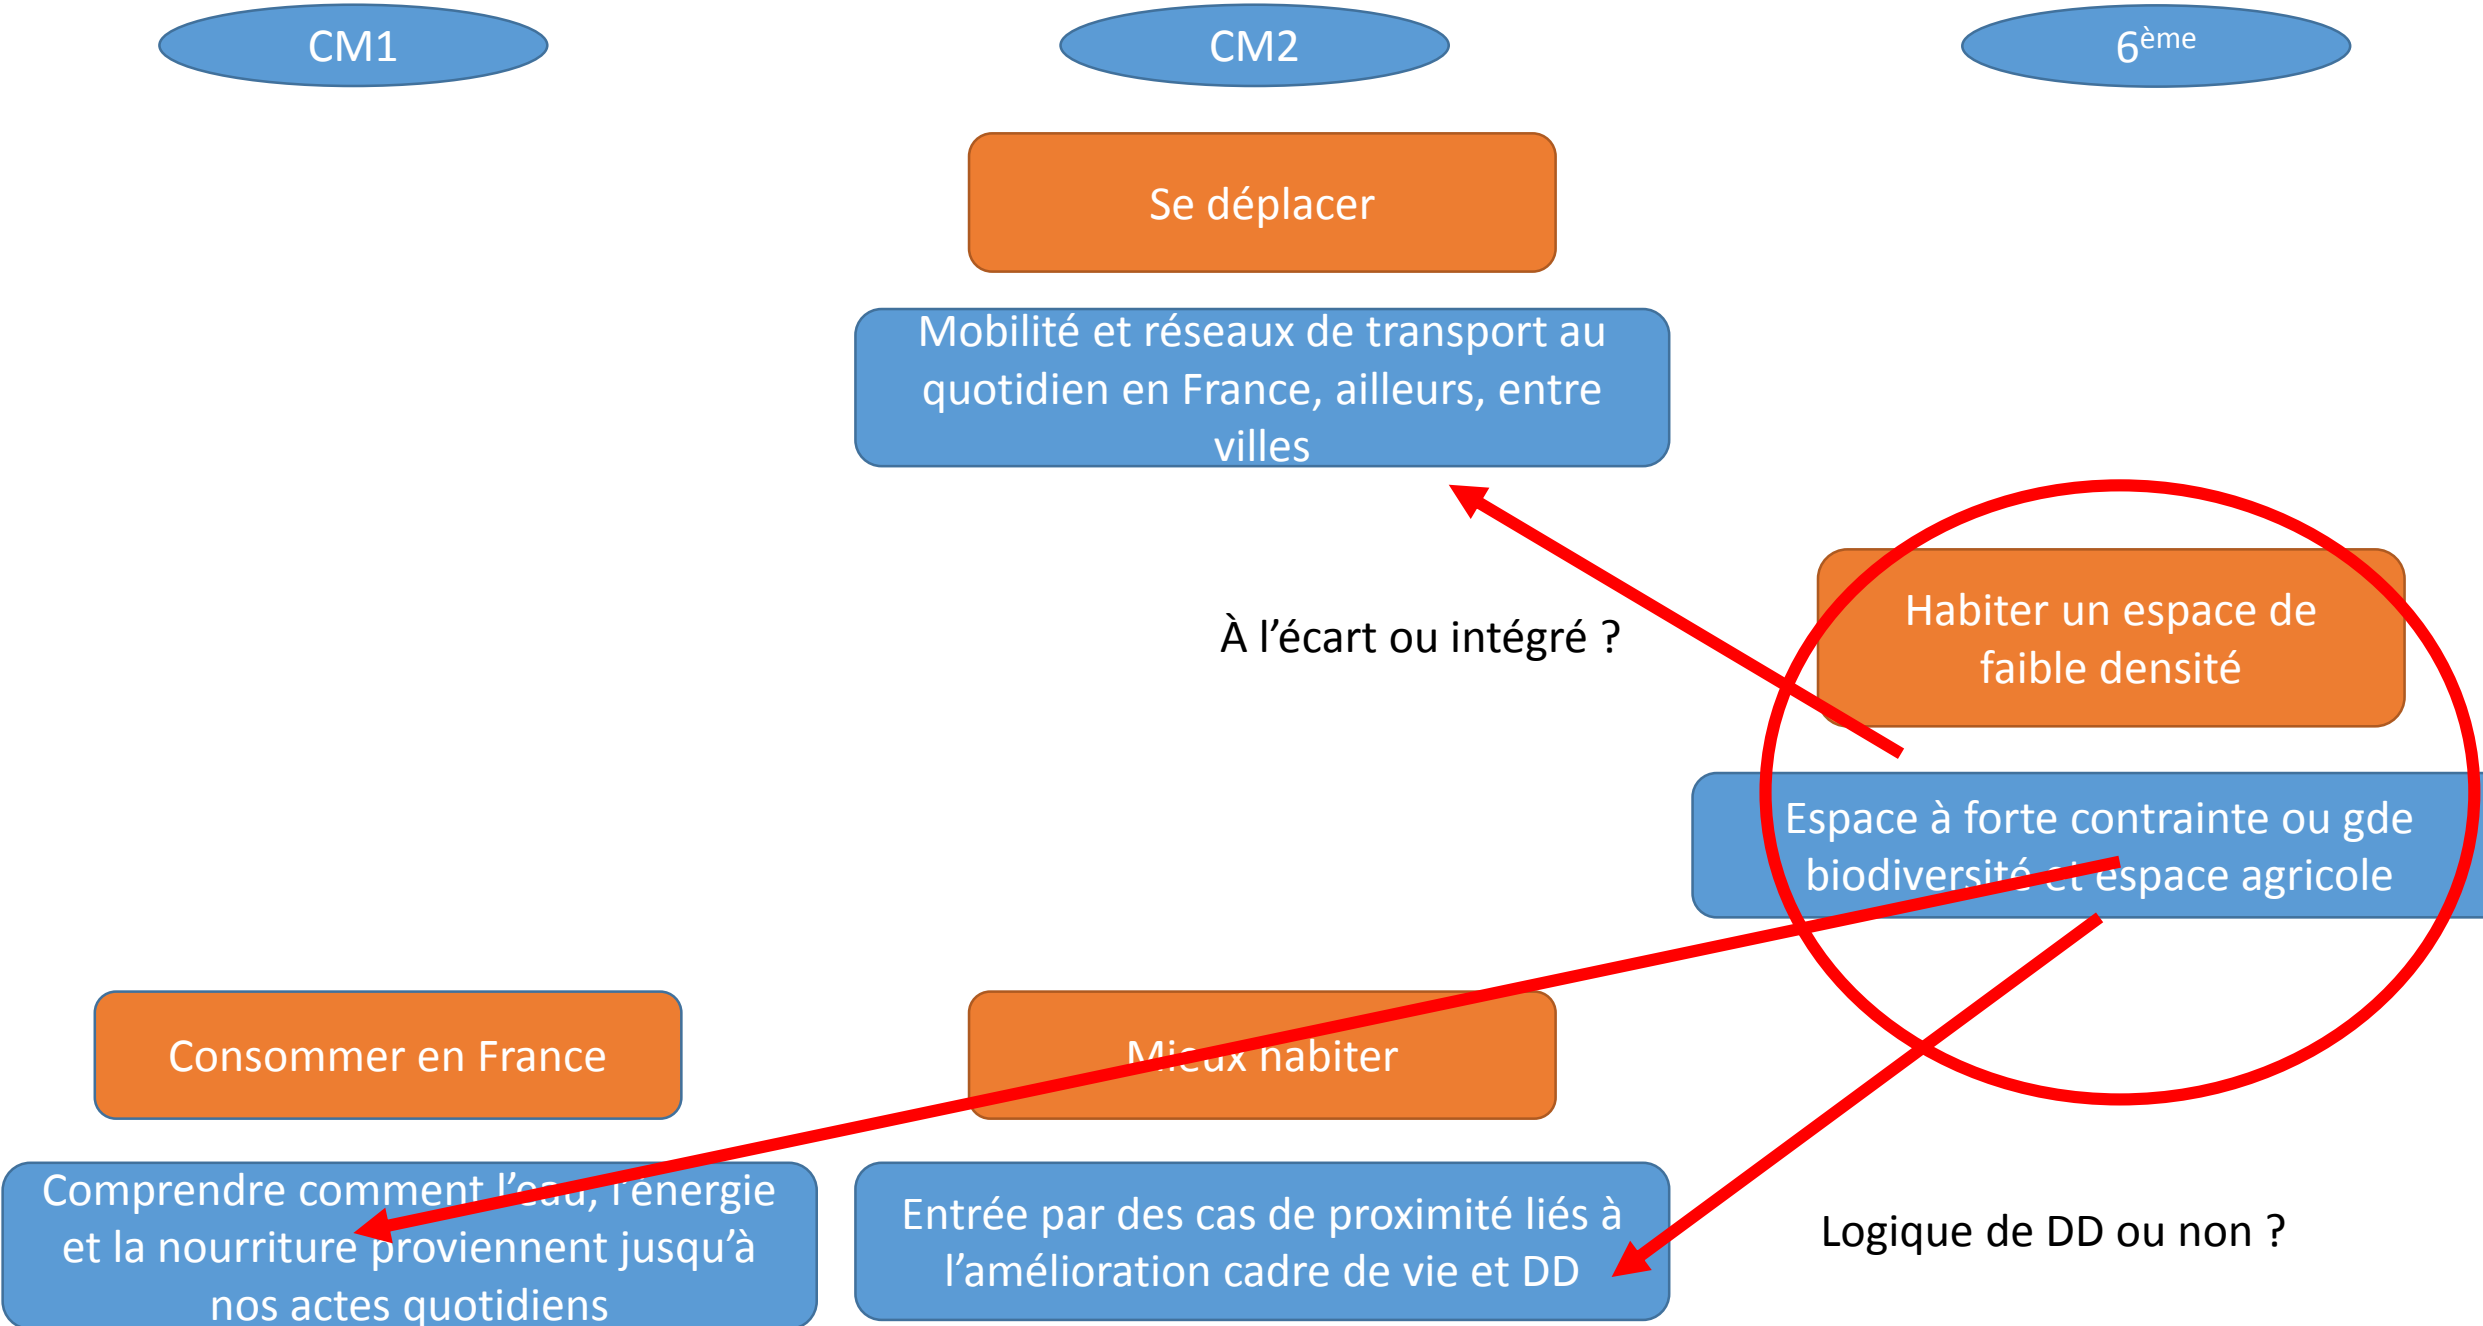 CM1
CM2
6ème
Se déplacer
Mobilité et réseaux de transport au
quotidien en France, ailleurs, entre
villes
À l’écart ou intégré ?
Habiter un espace de
faible densité
Espace à forte contrainte ou gde
biodiversité et espace agricole
Consommer en France
Mieux habiter
Comprendre comment l’eau, l’énergie
et la nourriture proviennent jusqu’à
nos actes quotidiens
Entrée par des cas de proximité liés à
l’amélioration cadre de vie et DD
Logique de DD ou non ?